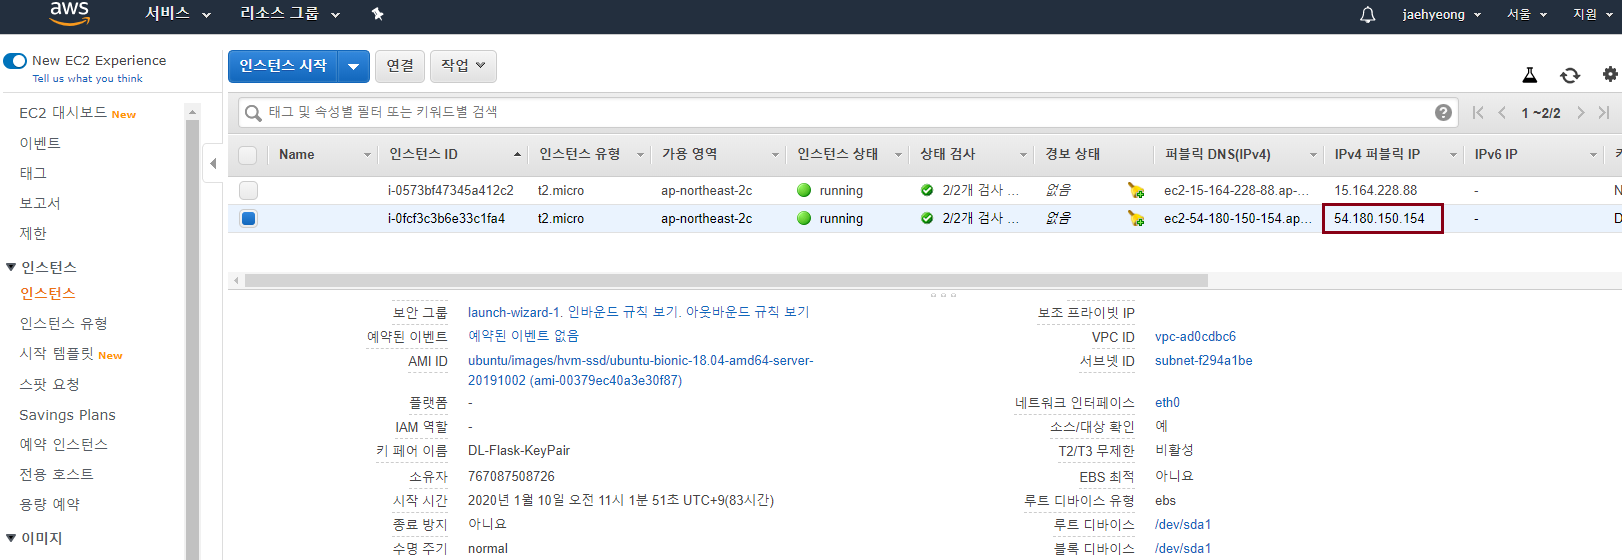 aws 서비스 리소스 그룹 jaehyeong 서울 지원
New EC2 Experience
Tell us what you think
인스턴스 시작 연결 작업
태그 및 속성별 필터 또는 키워드별 검색 1 ~2/2
EC2 대시보드 New
이벤트
태그
보고서
제한
인스턴스
인스턴스
인스턴스 유형
시작 템플릿 New
스팟 요청
Savings Plans
예약 인스턴스
전용 호스트
용량 예약
이미지
Name 인스턴스 ID 인스턴스 유형 가용 영역 인스턴스 상태 상태 검사 경보 상태 퍼블릭 DNS(IPv4) IPv4 퍼블릭 IP IPv6 IP
i-0573bf47345a412c2 t2.micro ap-northeast-2c running 2/2개 검사 ... 없음 ec2-15-164-228-88.ap-... 15.164.228.88 - N
i-0fcf3c3b6e33c1fa4 t2.micro ap-northeast-2c running 2/2개 검사 ... 없음 ec2-54-180-150-154.ap... 54.180.150.154 - D
보안 그룹 launch-wizard-1. 인바운드 규칙 보기. 아웃바운드 규칙 보기
예약된 이벤트 예약된 이벤트 없음
AMI ID ubuntu/images/hvm-ssd/ubuntu-bionic-18.04-amd64-server-
20191002 (ami-00379ec40a3e30f87)
플랫폼 -
IAM 역할 -
키 페어 이름 DL-Flask-KeyPair
소유자 767087508726
시작 시간 2020년 1월 10일 오전 11시 1분 51초 UTC+9(83시간)
종료 방지 아니요
수명 주기 normal
보조 프라이빗 IP
VPC ID vpc-ad0cdbc6
서브넷 ID subnet-f294a1be
네트워크 인터페이스 eth0
소스/대상 확인 예
T2/T3 무제한 비활성
EBS 최적 아니요
루트 디바이스 유형 ebs
루트 디바이스 /dev/sda1
블록 디바이스 /dev/sda1